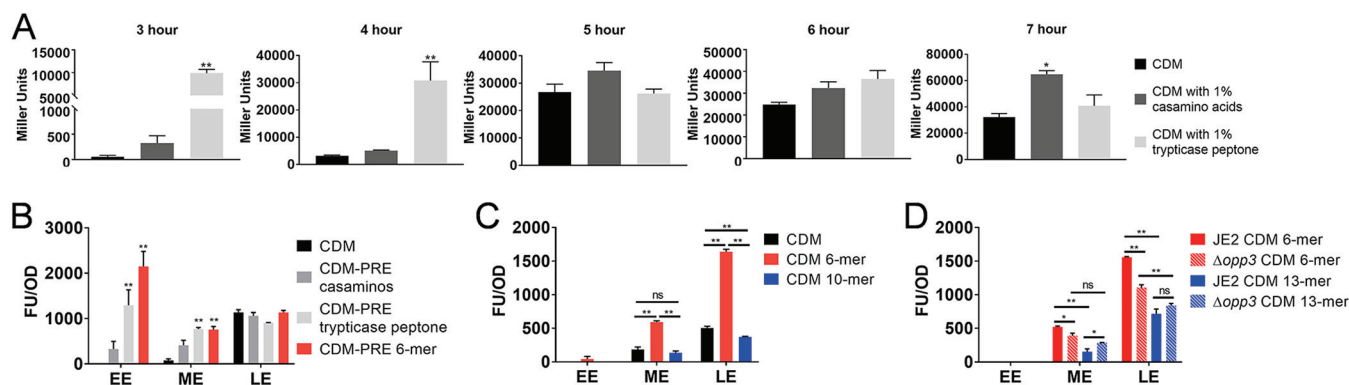 A
3 hour
Miller Units
15000
10000
5000
1000
500
0
**
4 hour
Miller Units
40000
30000
20000
10000
0
**
5 hour
Miller Units
40000
30000
20000
10000
0
6 hour
Miller Units
50000
40000
30000
20000
10000
0
7 hour
Miller Units
80000
60000
40000
20000
0
*
CDM
CDM with 1%
casamino acids
CDM with 1%
trypticase peptone
B
FU/OD
3000
2000
1000
0
** **
** **
EE ME LE
CDM
CDM-PRE
casaminos
CDM-PRE
trypticase peptone
CDM-PRE 6-mer
C
FU/OD
2000
1500
1000
500
0
ns
** **
**
** **
EE ME LE
CDM
CDM 6-mer
CDM 10-mer
D
FU/OD
2000
1500
1000
500
0
ns
**
* *
**
**
**
ns
EE ME LE
JE2 CDM 6-mer
Δopp3 CDM 6-mer
JE2 CDM 13-mer
Δopp3 CDM 13-mer